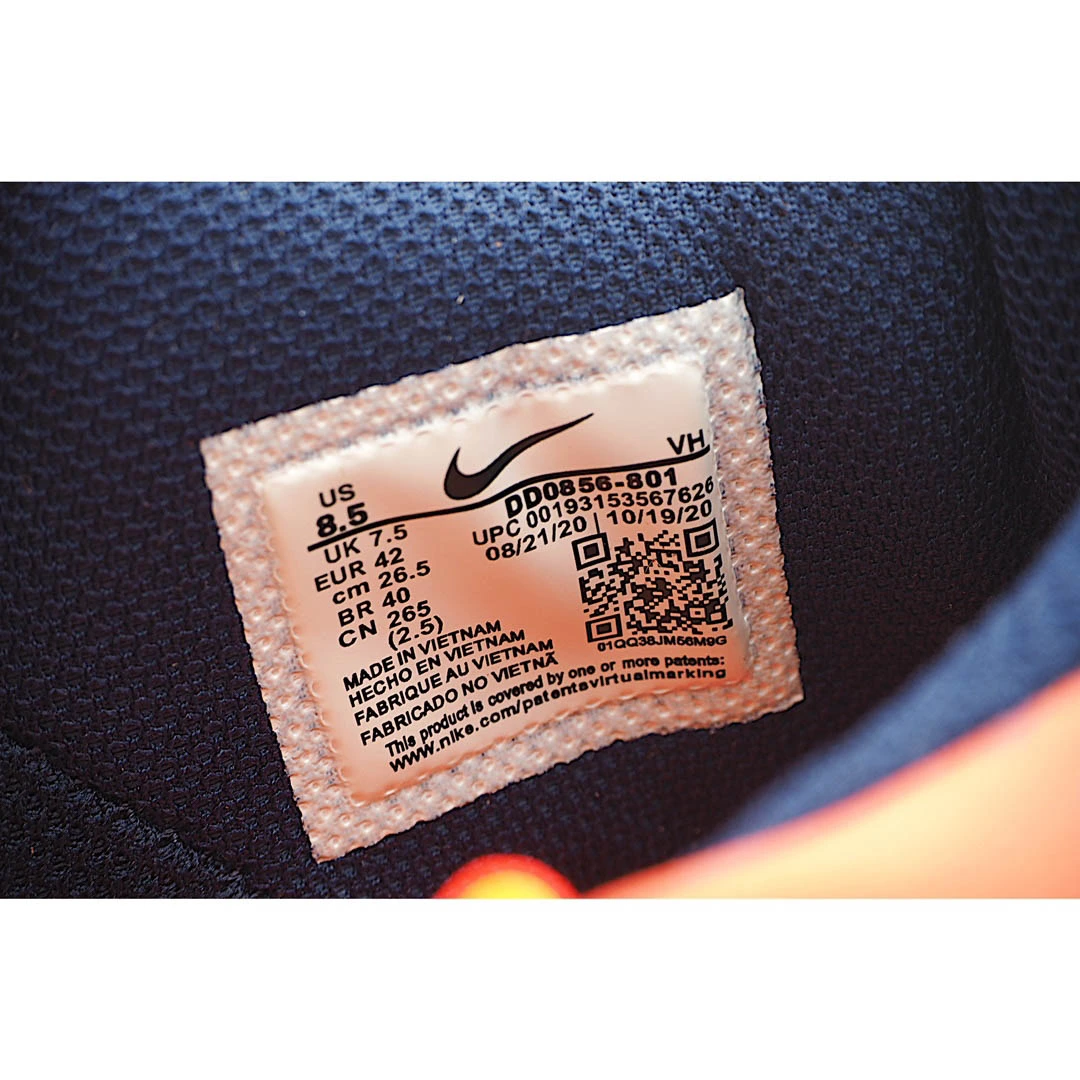 US
8.5
UK 7.5
EUR 42
cm 26.5
BR 40
CN 265
(2.5)
VH
DD0856-801
UPC 00193153567626
08/21/20 | 10/19/20
01QQ38JM56M9G
MADE IN VIETNAM
HECHO EN VIETNAM
FABRIQUE AU VIETNAM
FABRICADO NO VIETNÃ
This product is covered by one or more patents:
www.nike.com/patentsvirtualmarking